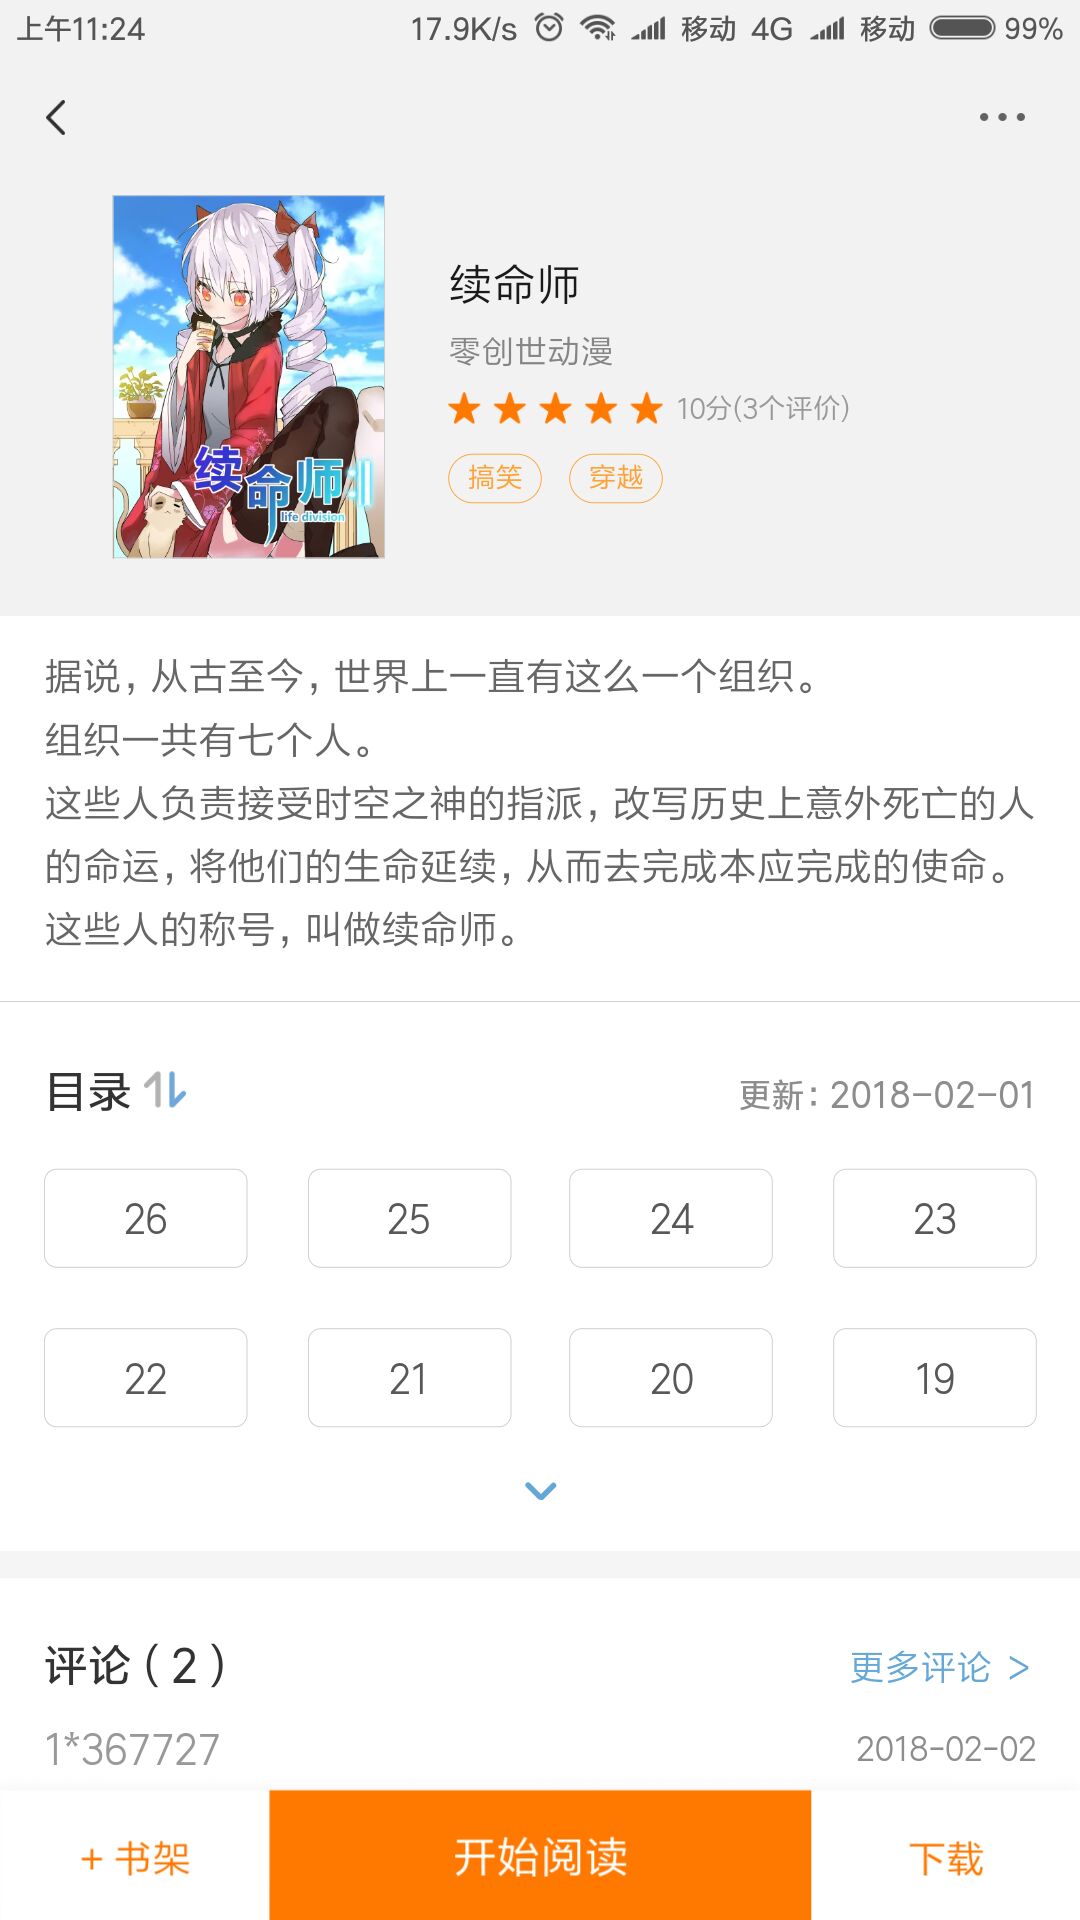 上午11:24 17.9K/s 移动 4G 移动 99%
续命师
life division
续命师
零创世动漫
10分(3个评价)
搞笑 穿越
据说，从古至今，世界上一直有这么一个组织。
组织一共有七个人。
这些人负责接受时空之神的指派，改写历史上意外死亡的人
的命运，将他们的生命延续，从而去完成本应完成的使命。
这些人的称号，叫做续命师。
目录 更新：2018-02-01
26 25 24 23
22 21 20 19
评论（2） 更多评论 >
1*367727 2018-02-02
+ 书架 开始阅读 下载